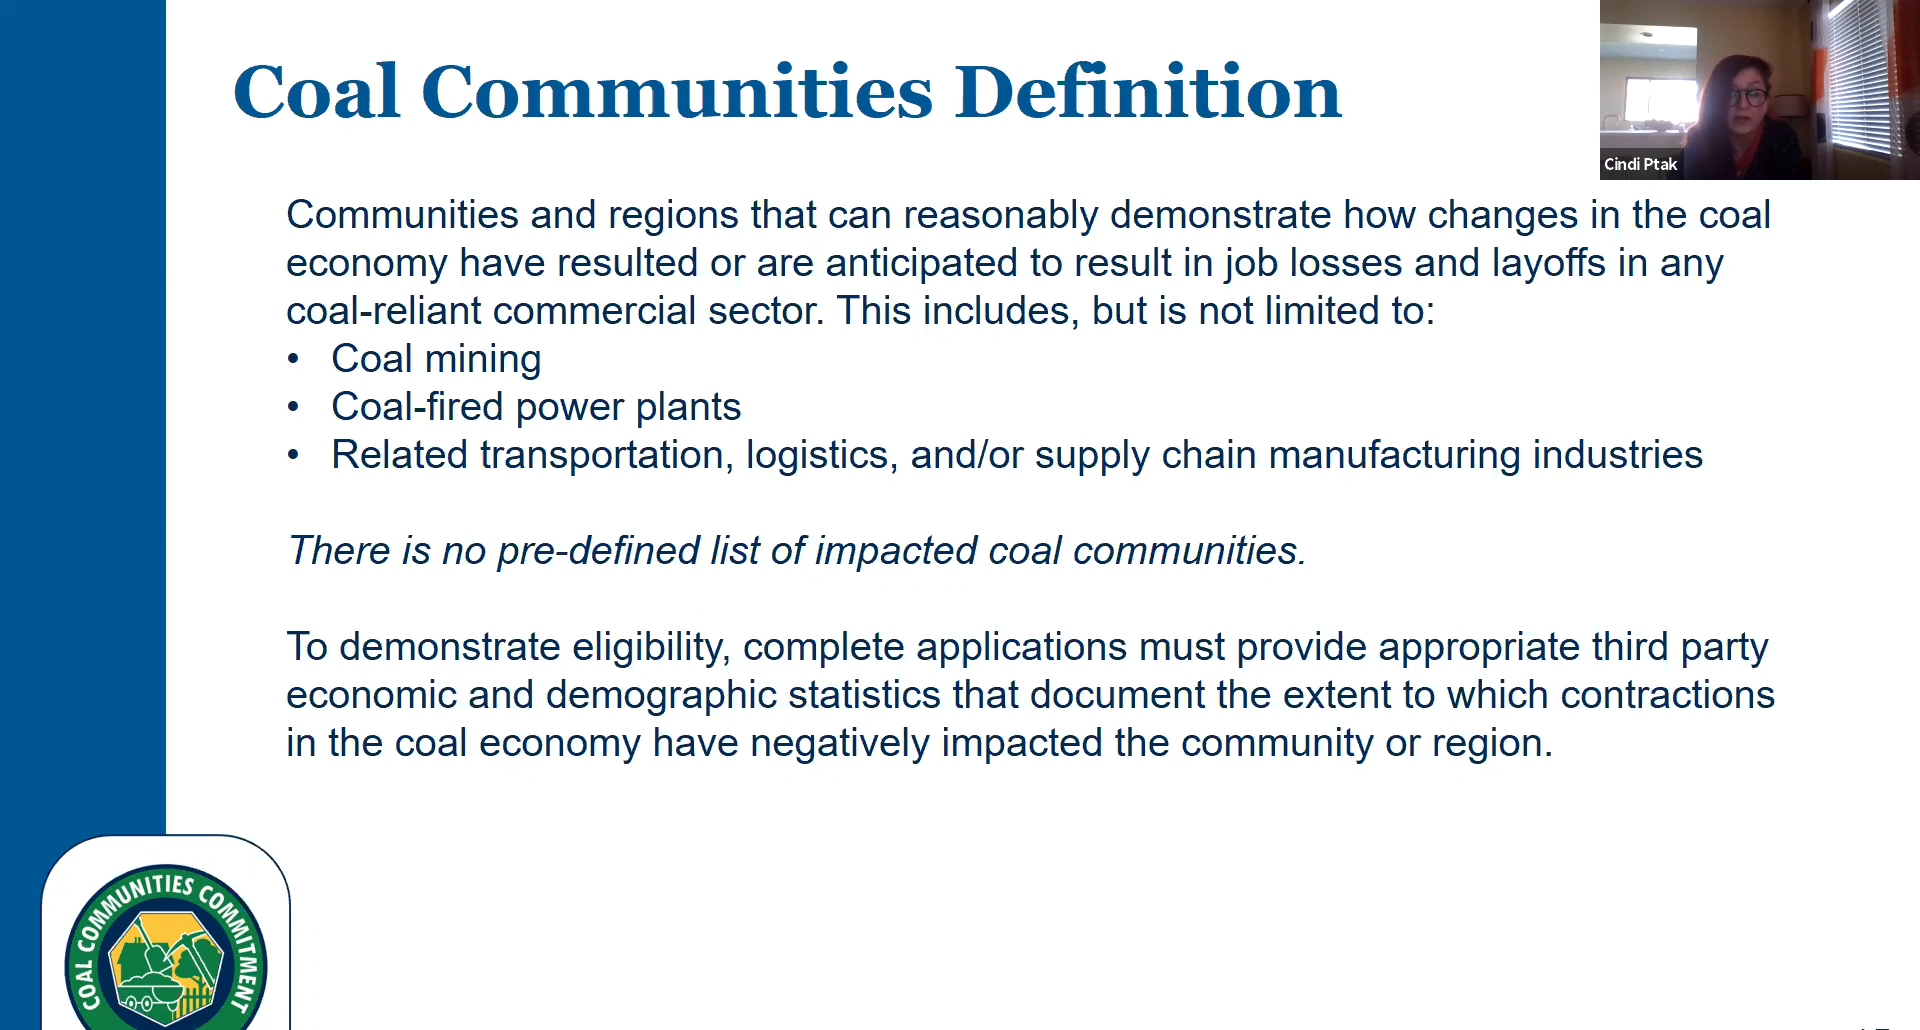 Coal Communities Definition
Cindi Ptak
Communities and regions that can reasonably demonstrate how changes in the coal
economy have resulted or are anticipated to result in job losses and layoffs in any
coal-reliant commercial sector. This includes, but is not limited to:
• Coal mining
• Coal-fired power plants
• Related transportation, logistics, and/or supply chain manufacturing industries
There is no pre-defined list of impacted coal communities.
To demonstrate eligibility, complete applications must provide appropriate third party
economic and demographic statistics that document the extent to which contractions
in the coal economy have negatively impacted the community or region.
COAL COMMUNITIES COMMITMENT